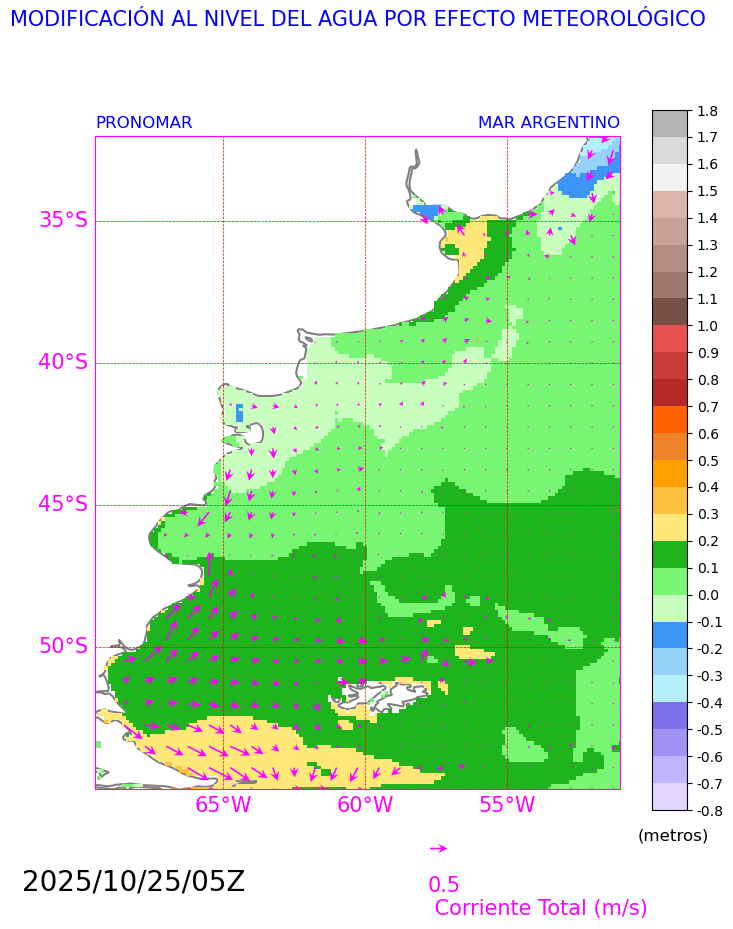 MODIFICACIÓN AL NIVEL DEL AGUA POR EFECTO METEOROLÓGICO
PRONOMAR
MAR ARGENTINO
35°S
40°S
45°S
50°S
65°W
60°W
55°W
1.8
1.7
1.6
1.5
1.4
1.3
1.2
1.1
1.0
0.9
0.8
0.7
0.6
0.5
0.4
0.3
0.2
0.1
0.0
-0.1
-0.2
-0.3
-0.4
-0.5
-0.6
-0.7
-0.8
(metros)
2025/10/25/05Z
0.5
Corriente Total (m/s)